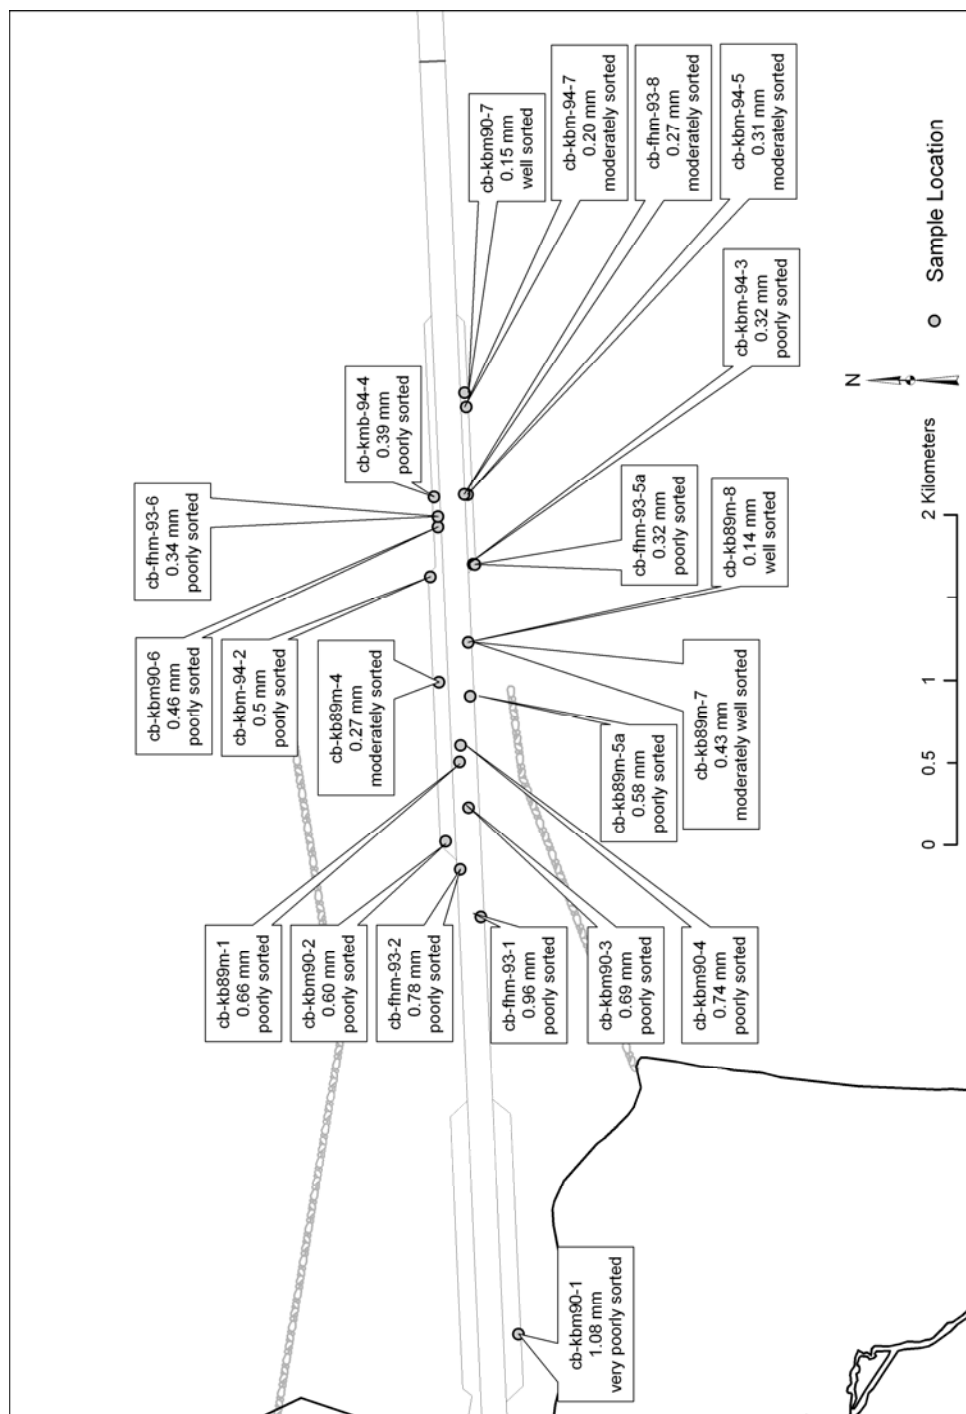 cb-kbm90-7
0.15 mm
well sorted
cb-kbm-94-7
0.20 mm
moderately sorted
cb-fhm-93-8
0.27 mm
moderately sorted
cb-kbm-94-5
0.31 mm
moderately sorted
cb-kbm-94-3
0.32 mm
poorly sorted
cb-kmb-94-4
0.39 mm
poorly sorted
cb-fhm-93-6
0.34 mm
poorly sorted
cb-kbm90-6
0.46 mm
poorly sorted
cb-kbm-94-2
0.5 mm
poorly sorted
cb-kb89m-4
0.27 mm
moderately sorted
cb-fhm-93-5a
0.32 mm
poorly sorted
cb-kb89m-8
0.14 mm
well sorted
cb-kb89m-7
0.43 mm
moderately well sorted
cb-kb89m-5a
0.58 mm
poorly sorted
cb-kb89m-1
0.66 mm
poorly sorted
cb-kbm90-2
0.60 mm
poorly sorted
cb-fhm-93-2
0.78 mm
poorly sorted
cb-fhm-93-1
0.96 mm
poorly sorted
cb-kbm90-3
0.69 mm
poorly sorted
cb-kbm90-4
0.74 mm
poorly sorted
cb-kbm90-1
1.08 mm
very poorly sorted
Sample Location
N
0 0.5 1 2 Kilometers